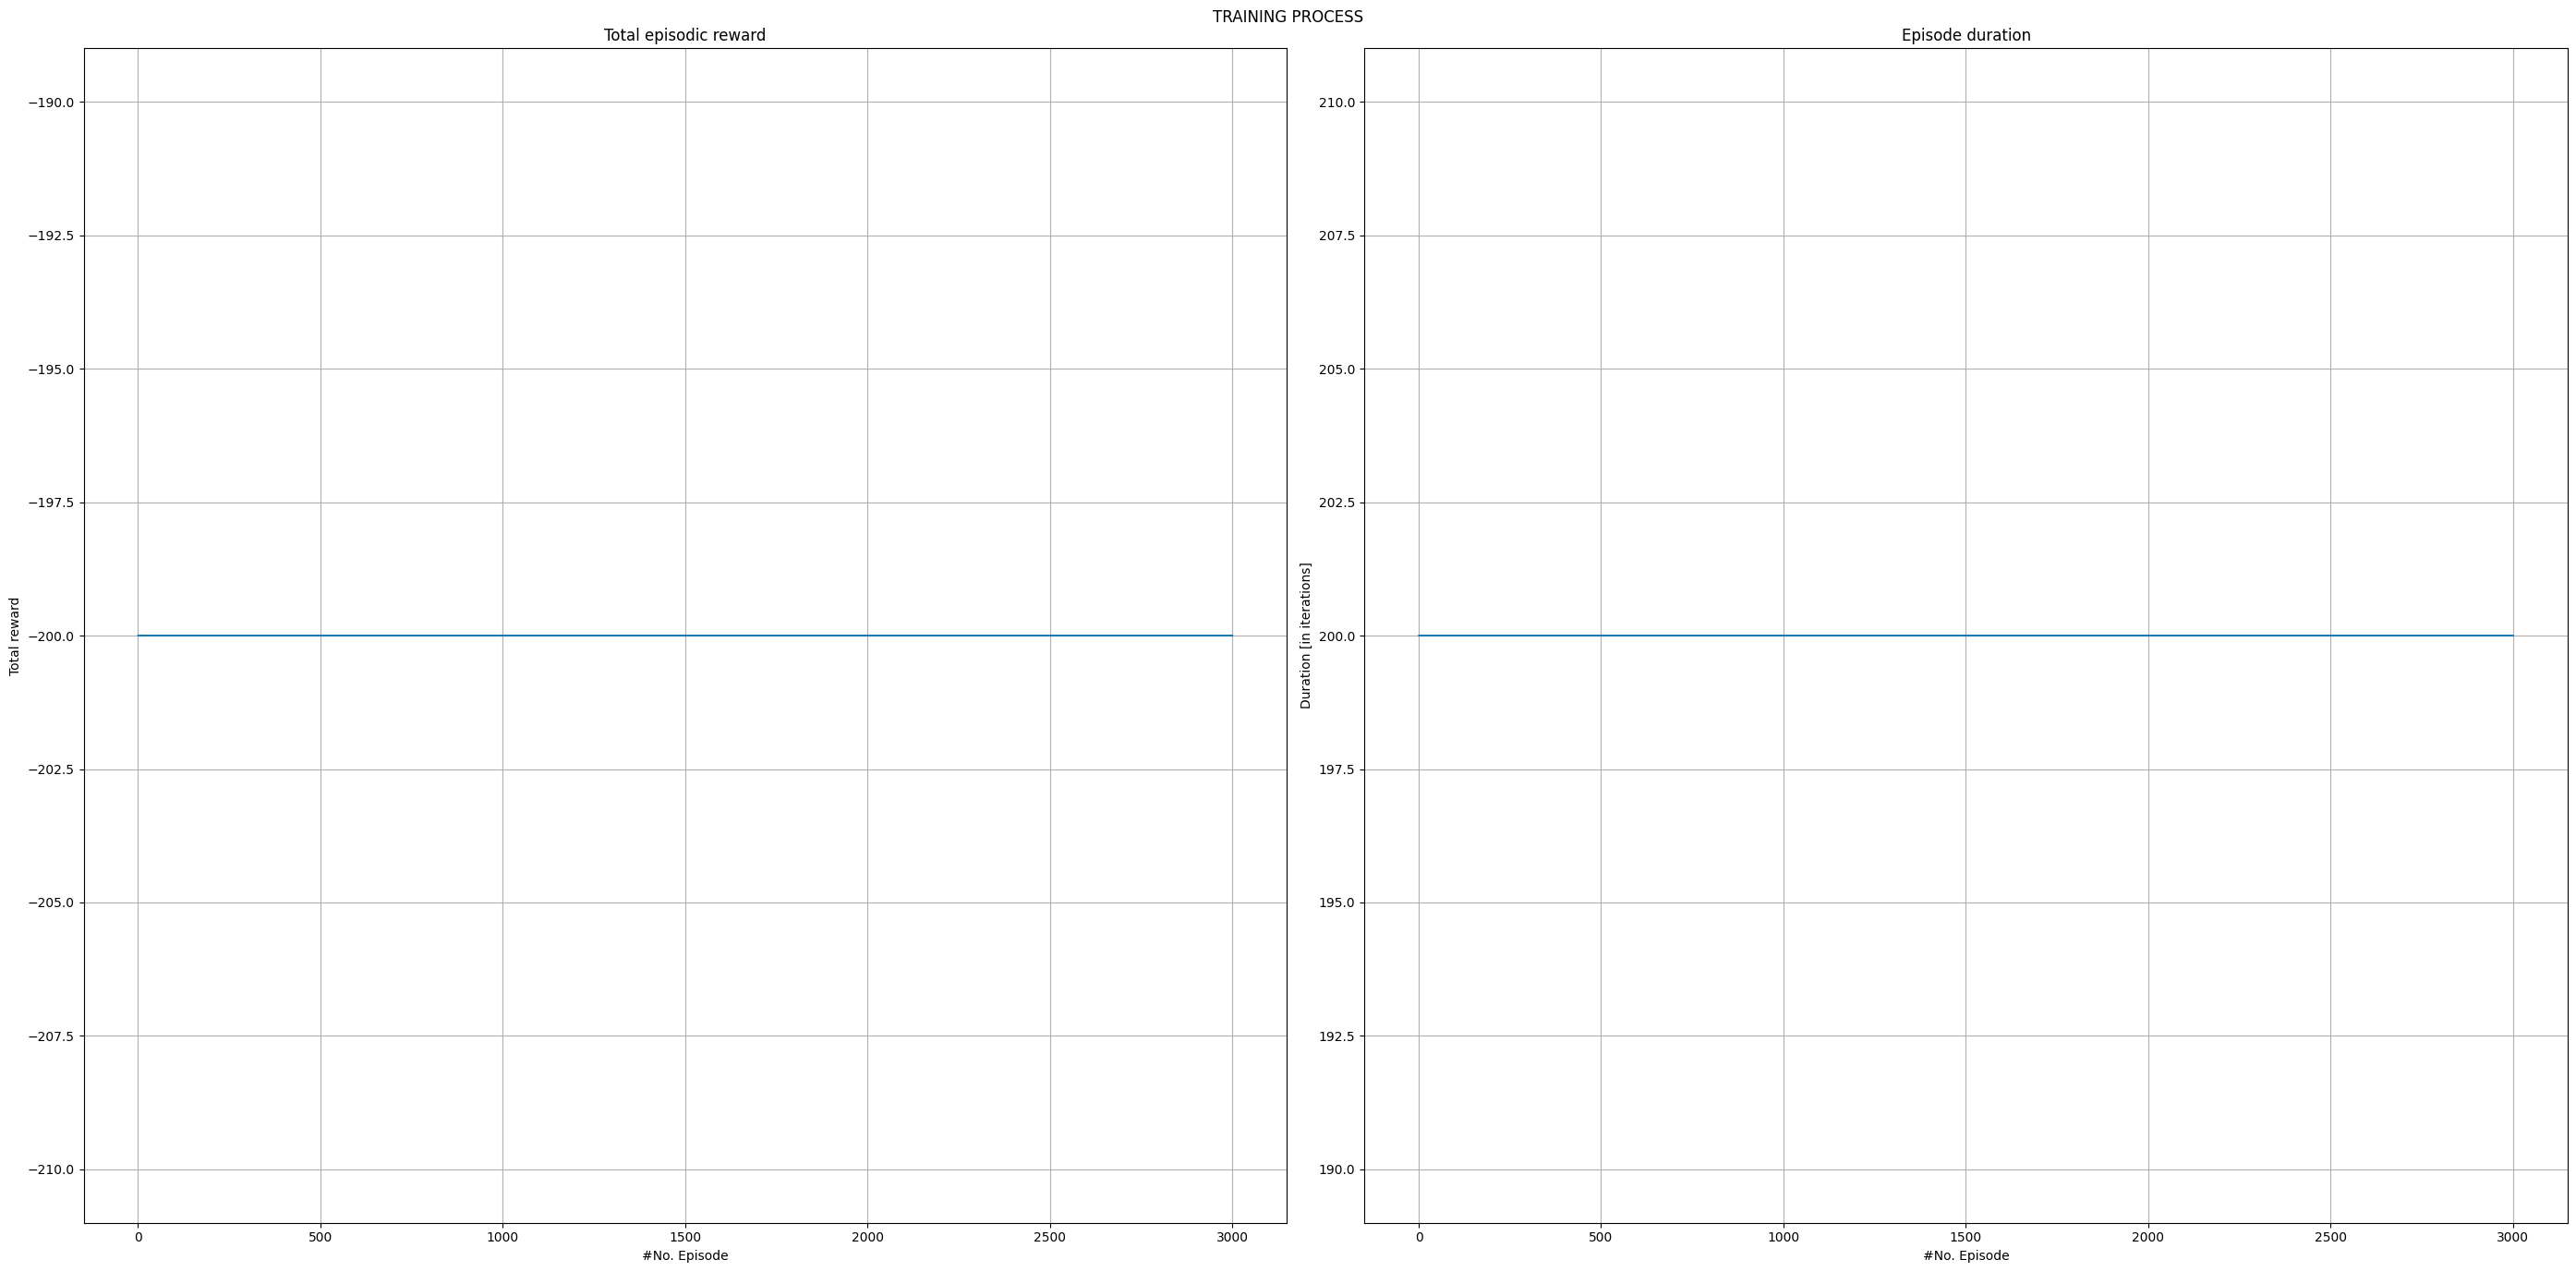 TRAINING PROCESS
Total episodic reward
Total reward
−190.0
−192.5
−195.0
−197.5
−200.0
−202.5
−205.0
−207.5
−210.0
0 500 1000 1500 2000 2500 3000
#No. Episode
Episode duration
Duration [in iterations]
210.0
207.5
205.0
202.5
200.0
197.5
195.0
192.5
190.0
0 500 1000 1500 2000 2500 3000
#No. Episode